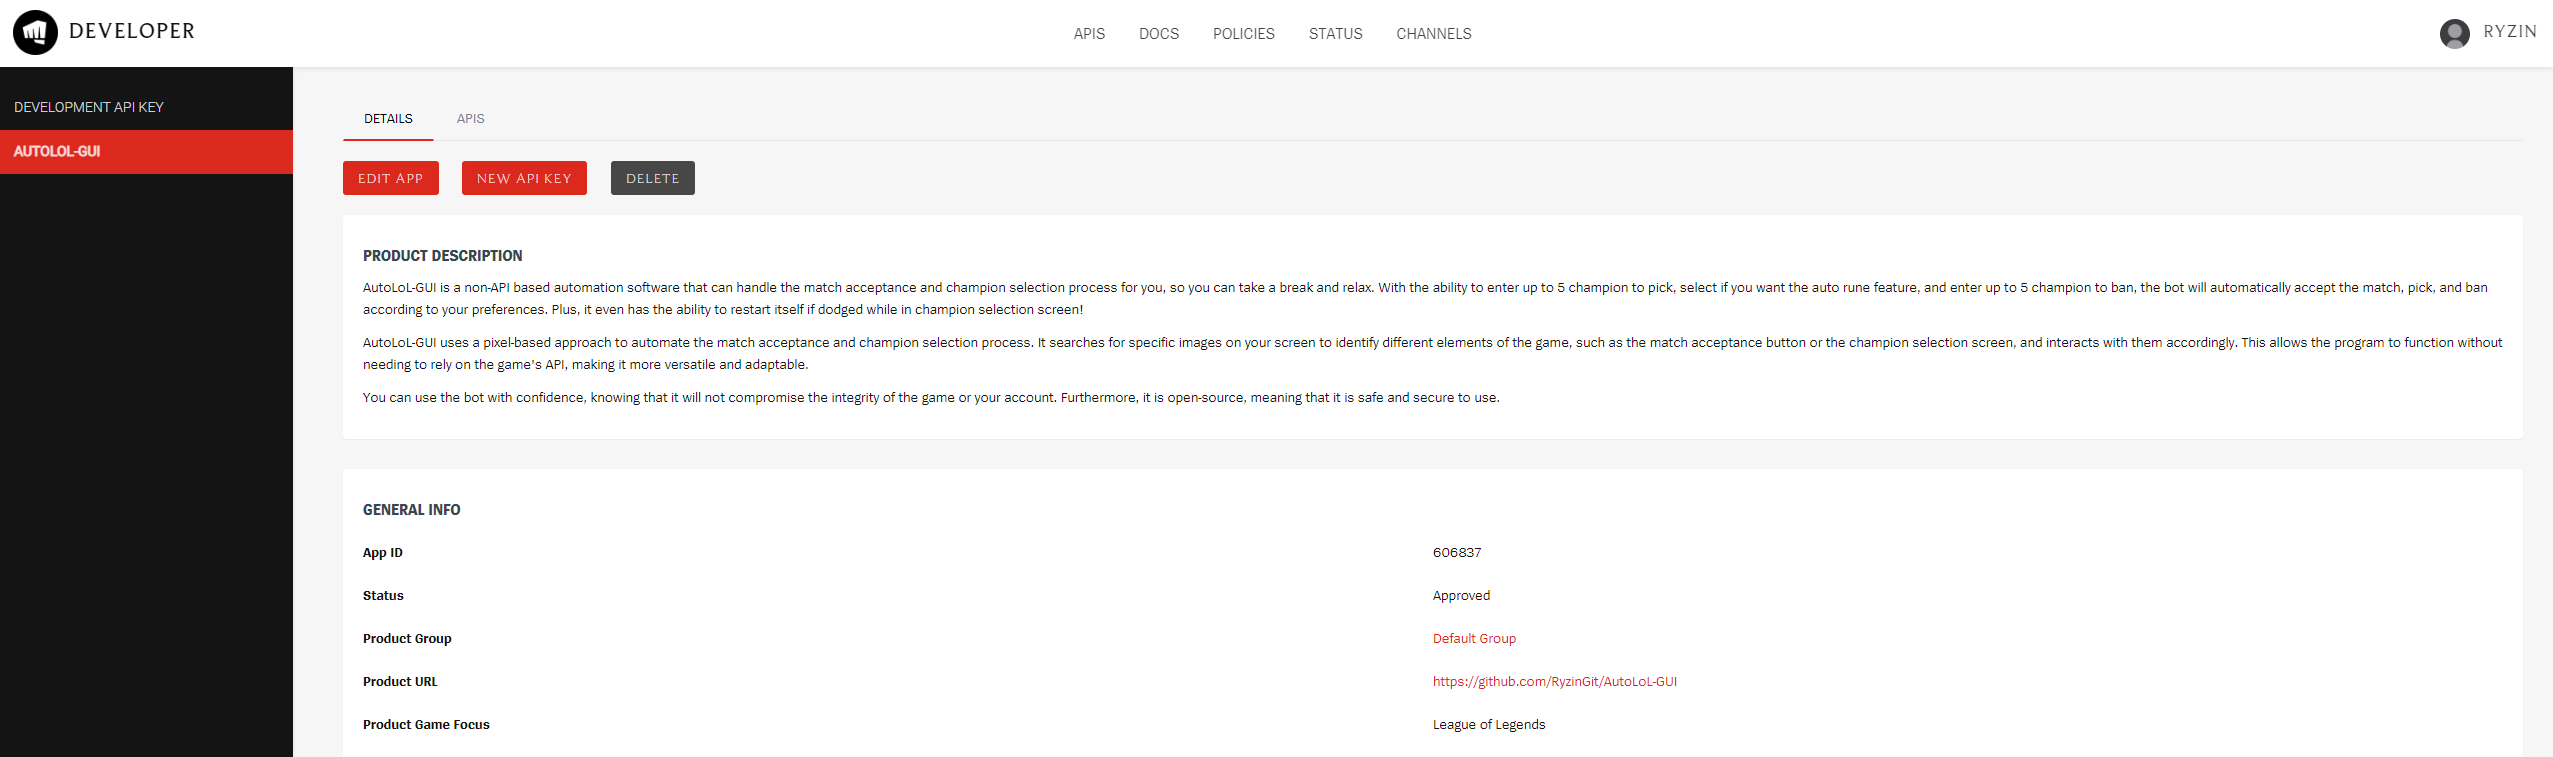 DEVELOPER
APIS DOCS POLICIES STATUS CHANNELS
RYZIN
DEVELOPMENT API KEY
AUTOLOL-GUI
DETAILS APIS
EDIT APP NEW API KEY DELETE
PRODUCT DESCRIPTION
AutoLoL-GUI is a non-API based automation software that can handle the match acceptance and champion selection process for you, so you can take a break and relax. With the ability to enter up to 5 champion to pick, select if you want the auto rune feature, and enter up to 5 champion to ban, the bot will automatically accept the match, pick, and ban
according to your preferences. Plus, it even has the ability to restart itself if dodged while in champion selection screen!
AutoLoL-GUI uses a pixel-based approach to automate the match acceptance and champion selection process. It searches for specific images on your screen to identify different elements of the game, such as the match acceptance button or the champion selection screen, and interacts with them accordingly. This allows the program to function without
needing to rely on the game's API, making it more versatile and adaptable.
You can use the bot with confidence, knowing that it will not compromise the integrity of the game or your account. Furthermore, it is open-source, meaning that it is safe and secure to use.
GENERAL INFO
App ID 606837
Status Approved
Product Group Default Group
Product URL https://github.com/RyzinGit/AutoLoL-GUI
Product Game Focus League of Legends